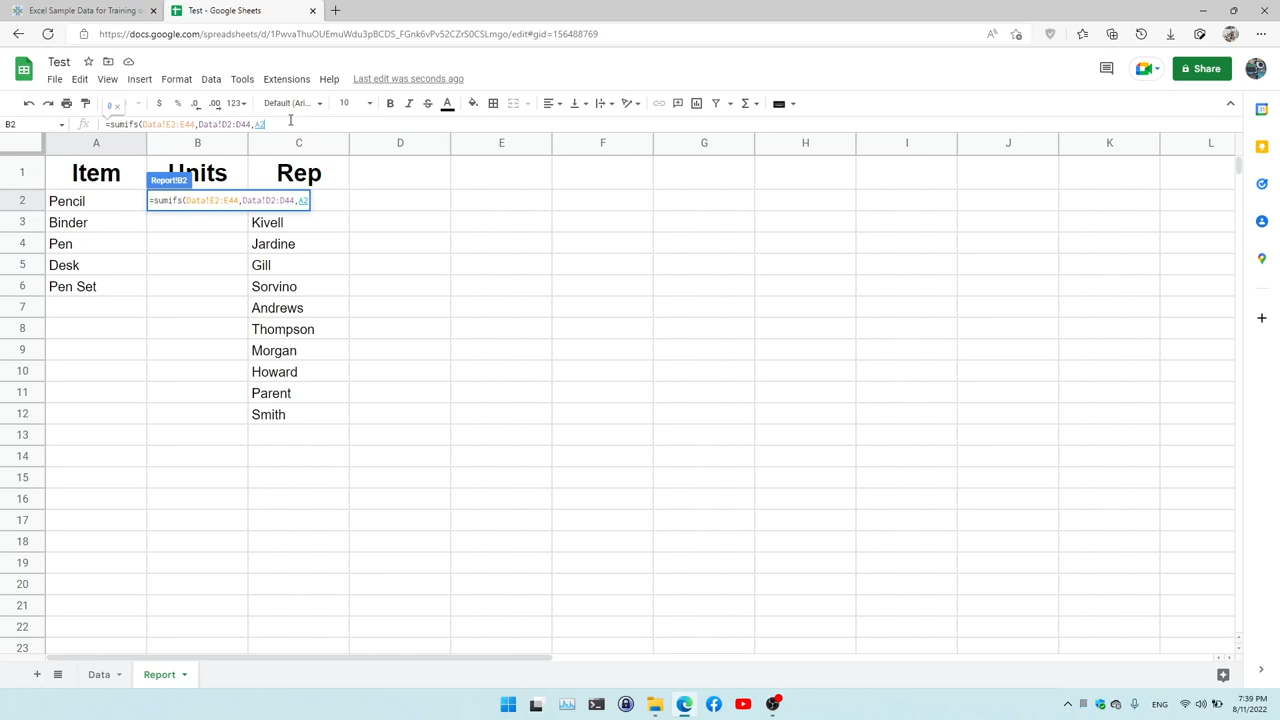 Excel Sample Data for Training c
Test - Google Sheets
https://docs.google.com/spreadsheets/d/1PwvaThuOUEmuWdu3pBCDS_FGnk6vPv52CZrS0CSLmgo/edit#gid=156488769
Test
File Edit View Insert Format Data Tools Extensions Help Last edit was seconds ago
Share
0 ×
$ % .0 .00 123 Default (Ari... 10 B I S A
B2 fx =sumifs(Data!E2:E44,Data!D2:D44,A2
A B C D E F G H I J K L
1 Item Units Rep
Report!B2
2 Pencil =sumifs(Data!E2:E44,Data!D2:D44,A2
3 Binder Kivell
4 Pen Jardine
5 Desk Gill
6 Pen Set Sorvino
7 Andrews
8 Thompson
9 Morgan
10 Howard
11 Parent
12 Smith
13
14
15
16
17
18
19
20
21
22
23
Data Report
ENG 7:39 PM
8/11/2022